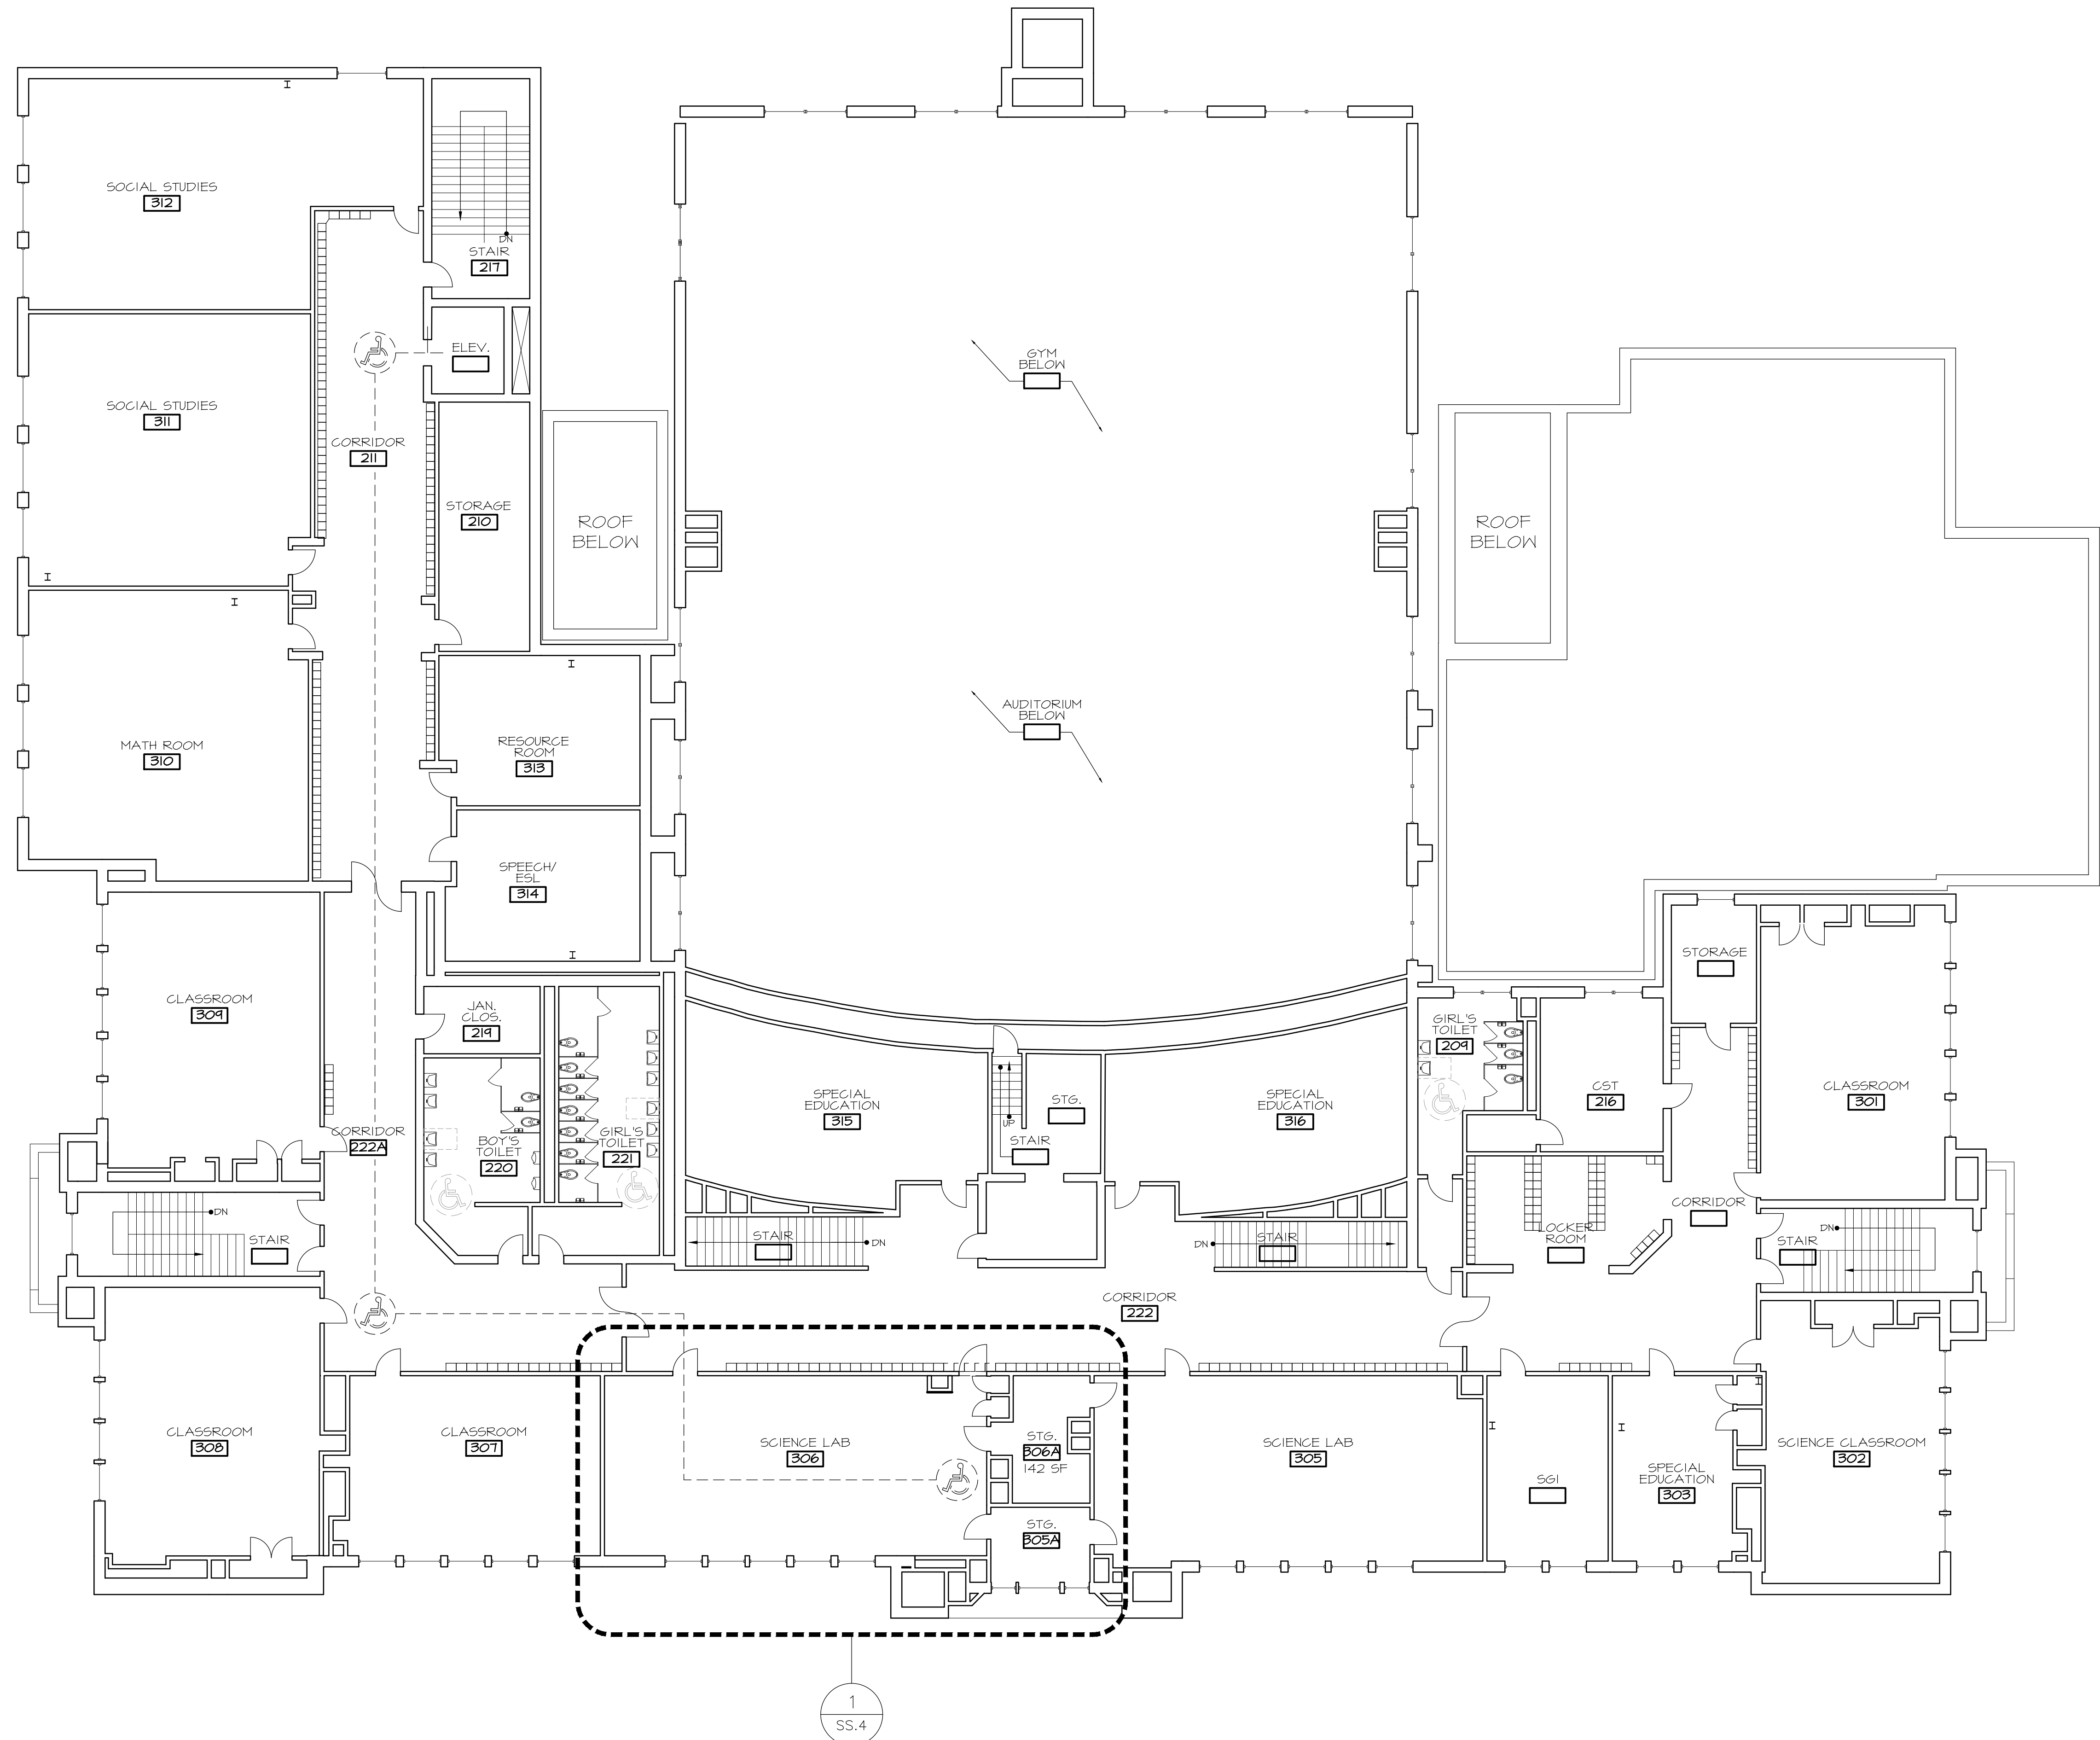 SOCIAL STUDIES
312
DN
STAIR
217
ELEV.
GYM
BELOW
SOCIAL STUDIES
311
CORRIDOR
211
STORAGE
210
ROOF
BELOW
ROOF
BELOW
MATH ROOM
310
RESOURCE
ROOM
313
AUDITORIUM
BELOW
SPEECH/
ESL
314
STORAGE
CLASSROOM
309
JAN.
CLOS.
219
GIRL'S
TOILET
209
SPECIAL
EDUCATION
315
STG.
UP
STAIR
SPECIAL
EDUCATION
316
CST
216
CLASSROOM
301
CORRIDOR
222A
BOY'S
TOILET
220
GIRL'S
TOILET
221
DN
STAIR
STAIR
DN
DN
STAIR
LOCKER
ROOM
CORRIDOR
DN
STAIR
CORRIDOR
222
CLASSROOM
308
CLASSROOM
307
SCIENCE LAB
306
STG.
306A
142 SF
SCIENCE LAB
305
SGI
SPECIAL
EDUCATION
303
SCIENCE CLASSROOM
302
STG.
305A
1
SS.4